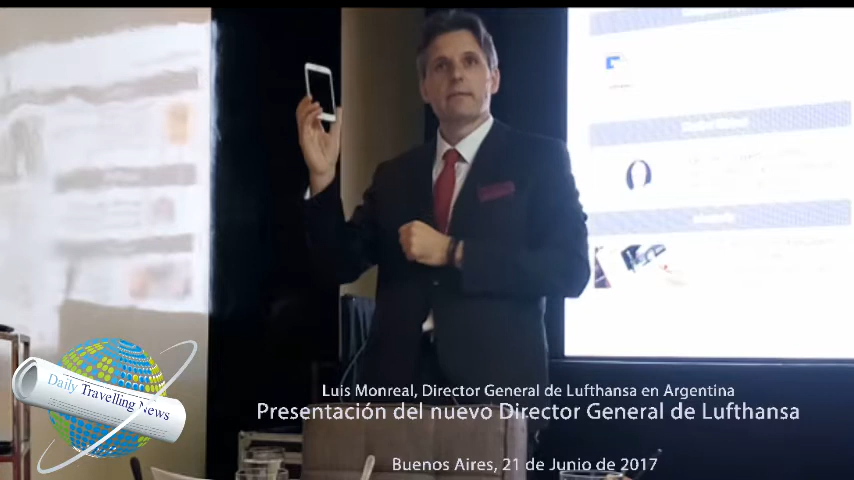 Daily Travelling News
Luis Monreal, Director General de Lufthansa en Argentina
Presentación del nuevo Director General de Lufthansa
Buenos Aires, 21 de Junio de 2017